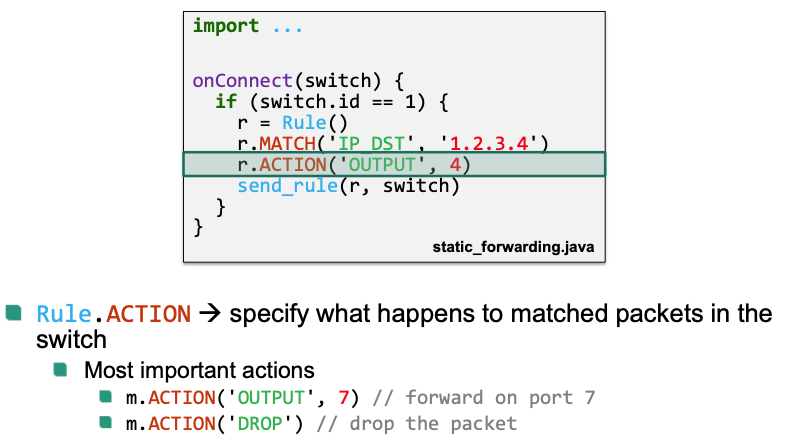 import ...
onConnect(switch) {
if (switch.id == 1) {
r = Rule()
r.MATCH('IP_DST', '1.2.3.4')
r.ACTION('OUTPUT', 4)
send_rule(r, switch)
}
}
static_forwarding.java
Rule.ACTION → specify what happens to matched packets in the
switch
Most important actions
m.ACTION('OUTPUT', 7) // forward on port 7
m.ACTION('DROP') // drop the packet